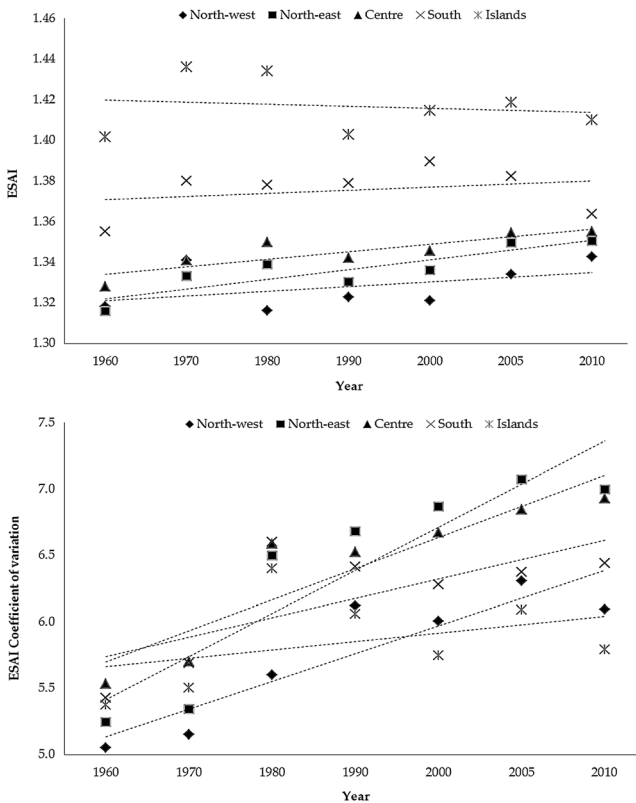 North-west North-east Centre South Islands
1.46
1.44
1.42
1.40
1.38
1.36
1.34
1.32
1.30
ESAI
1960 1970 1980 1990 2000 2005 2010
Year
North-west North-east Centre South Islands
7.5
7.0
6.5
6.0
5.5
5.0
ESAI Coefficient of variation
1960 1970 1980 1990 2000 2005 2010
Year